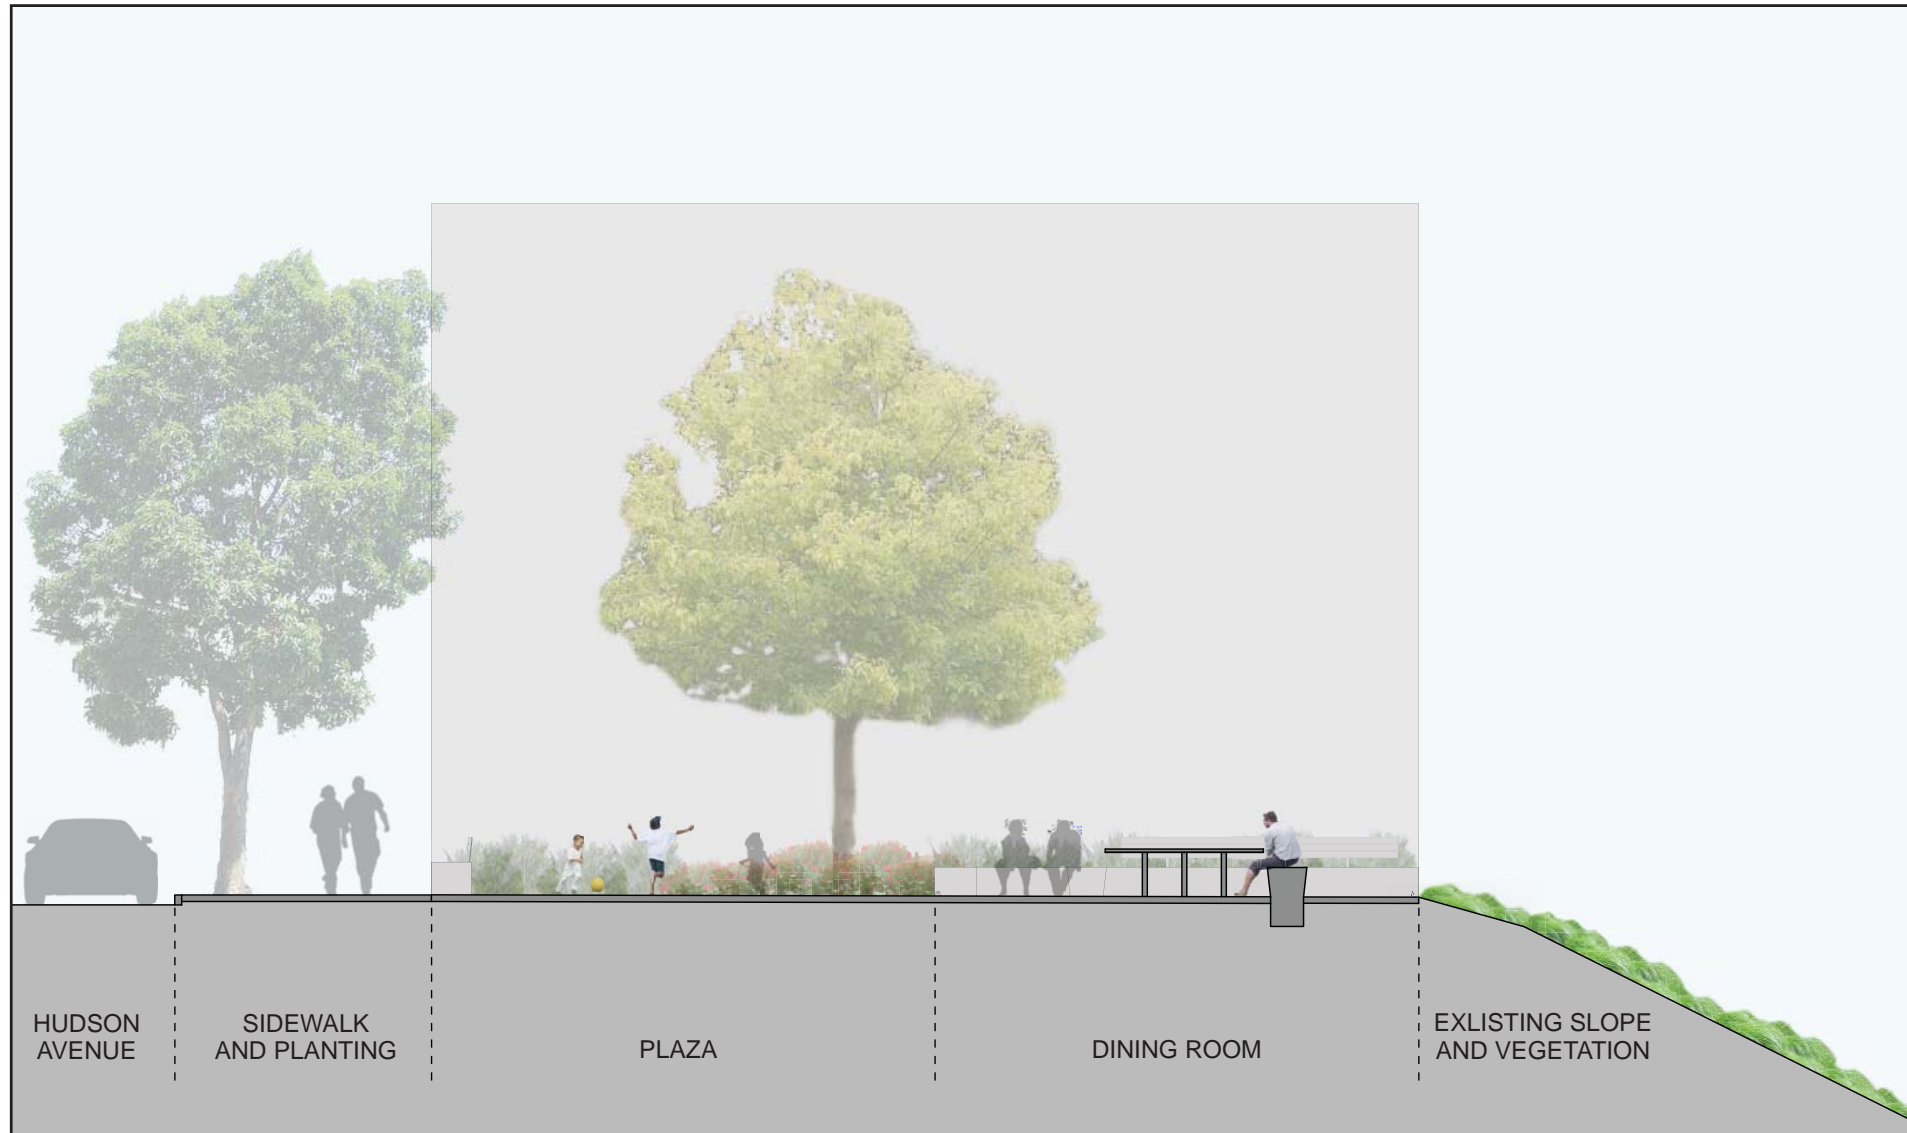 HUDSON
AVENUE
SIDEWALK
AND PLANTING
PLAZA
DINING ROOM
EXLISTING SLOPE
AND VEGETATION